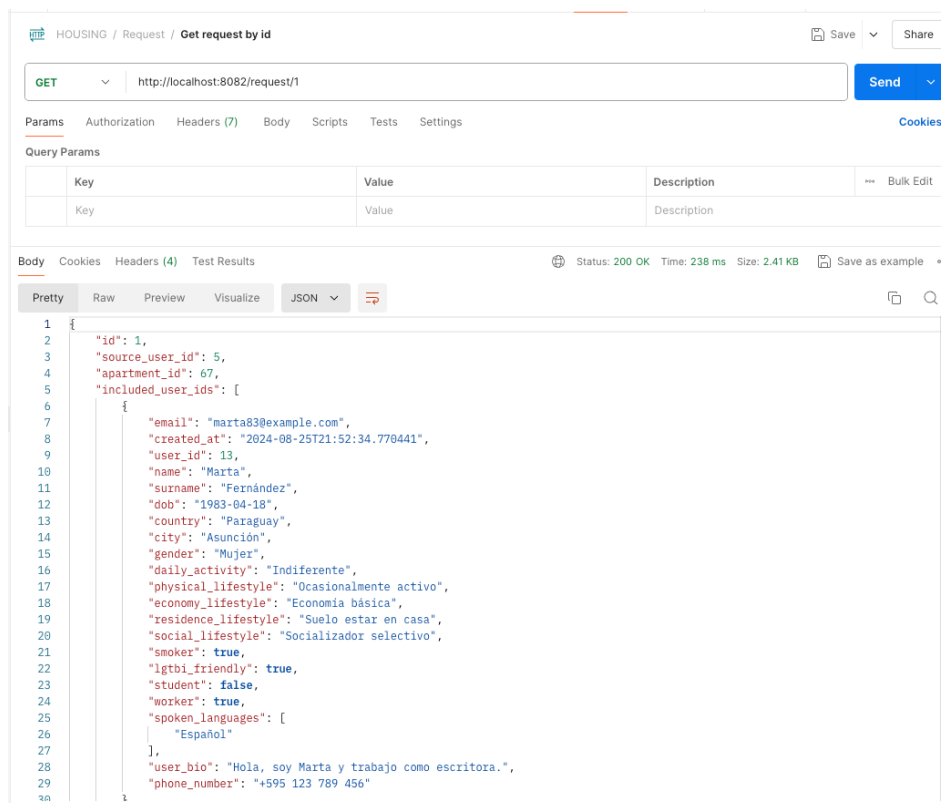 HTTP HOUSING / Request / Get request by id Save Share
GET http://localhost:8082/request/1 Send
Params Authorization Headers (7) Body Scripts Tests Settings Cookies
Query Params
Key Value Description Bulk Edit
Key Value Description
Body Cookies Headers (4) Test Results Status: 200 OK Time: 238 ms Size: 2.41 KB Save as example
Pretty Raw Preview Visualize JSON
1 {
2 "id": 1,
3 "source_user_id": 5,
4 "apartment_id": 67,
5 "included_user_ids": [
6 {
7 "email": "marta83@example.com",
8 "created_at": "2024-08-25T21:52:34.770441",
9 "user_id": 13,
10 "name": "Marta",
11 "surname": "Fernández",
12 "dob": "1983-04-18",
13 "country": "Paraguay",
14 "city": "Asunción",
15 "gender": "Mujer",
16 "daily_activity": "Indiferente",
17 "physical_lifestyle": "Ocasionalmente activo",
18 "economy_lifestyle": "Economía básica",
19 "residence_lifestyle": "Suelo estar en casa",
20 "social_lifestyle": "Socializador selectivo",
21 "smoker": true,
22 "lgtbi_friendly": true,
23 "student": false,
24 "worker": true,
25 "spoken_languages": [
26 "Español"
27 ],
28 "user_bio": "Hola, soy Marta y trabajo como escritora.",
29 "phone_number": "+595 123 789 456"
30 }